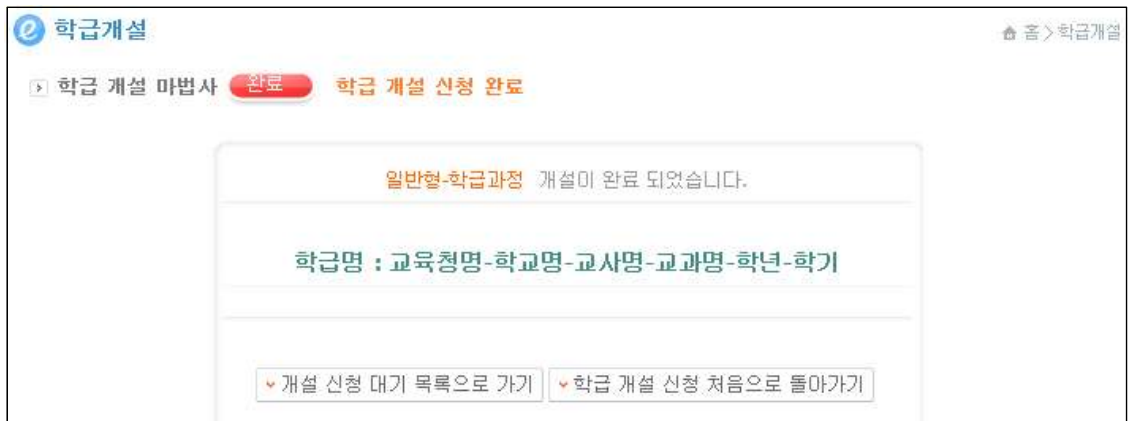 e 학급개설
홈 > 학급개설
학급 개설 마법사 완료 학급 개설 신청 완료
일반형-학급과정 개설이 완료 되었습니다.
학급명 : 교육청명-학교명-교사명-교과명-학년-학기
개설 신청 대기 목록으로 가기 학급 개설 신청 처음으로 돌아가기